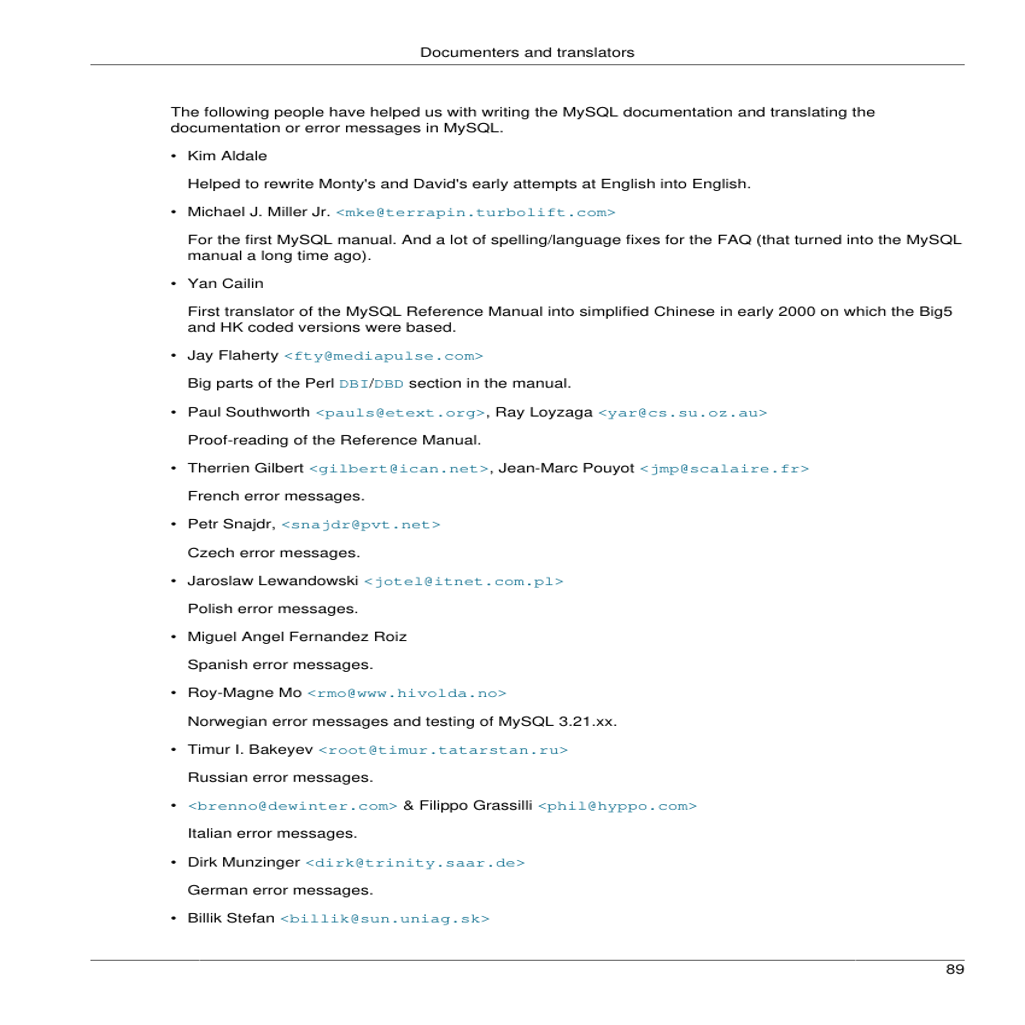 Documenters and translators
The following people have helped us with writing the MySQL documentation and translating the
documentation or error messages in MySQL.
• Kim Aldale
Helped to rewrite Monty's and David's early attempts at English into English.
• Michael J. Miller Jr. <mke@terrapin.turbolift.com>
For the first MySQL manual. And a lot of spelling/language fixes for the FAQ (that turned into the MySQL
manual a long time ago).
• Yan Cailin
First translator of the MySQL Reference Manual into simplified Chinese in early 2000 on which the Big5
and HK coded versions were based.
• Jay Flaherty <fty@mediapulse.com>
Big parts of the Perl DBI/DBD section in the manual.
• Paul Southworth <pauls@etext.org>, Ray Loyzaga <yar@cs.su.oz.au>
Proof-reading of the Reference Manual.
• Therrien Gilbert <gilbert@ican.net>, Jean-Marc Pouyot <jmp@scalaire.fr>
French error messages.
• Petr Snajdr, <snajdr@pvt.net>
Czech error messages.
• Jaroslaw Lewandowski <jotel@itnet.com.pl>
Polish error messages.
• Miguel Angel Fernandez Roiz
Spanish error messages.
• Roy-Magne Mo <rmo@www.hivolda.no>
Norwegian error messages and testing of MySQL 3.21.xx.
• Timur I. Bakeyev <root@timur.tatarstan.ru>
Russian error messages.
• <brenno@dewinter.com> & Filippo Grassilli <phil@hyppo.com>
Italian error messages.
• Dirk Munzinger <dirk@trinity.saar.de>
German error messages.
• Billik Stefan <billik@sun.uniag.sk>
89